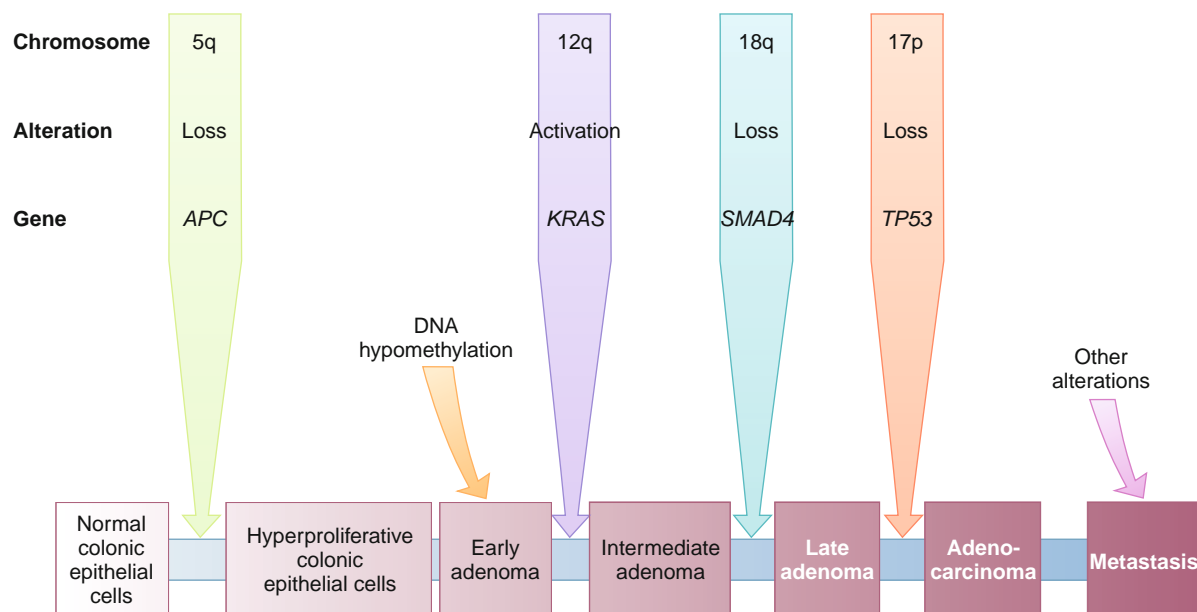 Chromosome 5q 12q 18q 17p
Alteration Loss Activation Loss Loss
Gene APC KRAS SMAD4 TP53
DNA
hypomethylation
Other
alterations
Normal
colonic
epithelial
cells
Hyperproliferative
colonic
epithelial cells
Early
adenoma
Intermediate
adenoma
Late
adenoma
Adeno-
carcinoma
Metastasis